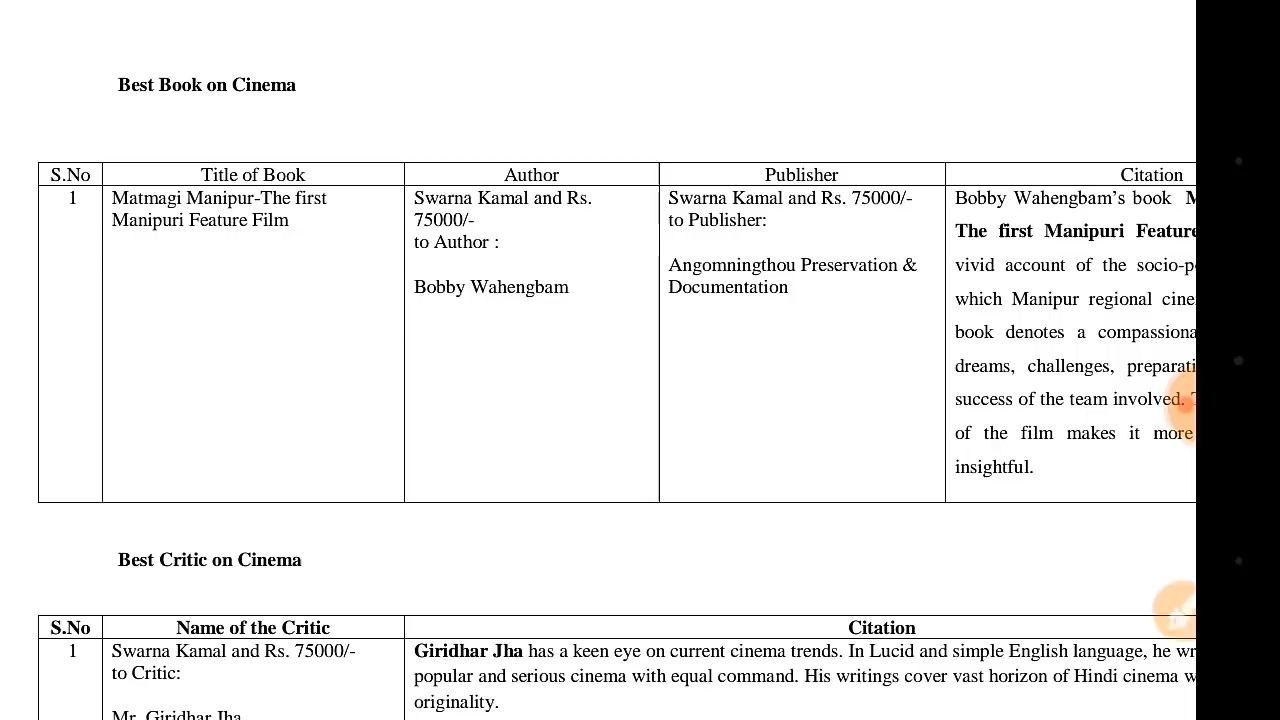 Best Book on Cinema
S.No Title of Book Author Publisher Citation
1
Matmagi Manipur-The first
Manipuri Feature Film
Swarna Kamal and Rs.
75000/-
to Author :
Bobby Wahengbam
Swarna Kamal and Rs. 75000/-
to Publisher:
Angomningthou Preservation &
Documentation
Bobby Wahengbam’s book
The first Manipuri Feature
vivid account of the
which Manipur regional
book denotes a
dreams, challenges,
success of the team involved.
of the film makes it more
insightful.
Best Critic on Cinema
S.No Name of the Critic Citation
1
Swarna Kamal and Rs. 75000/-
to Critic:
Mr. Giridhar Jha
Giridhar Jha has a keen eye on current cinema trends. In Lucid and simple English language, he
popular and serious cinema with equal command. His writings cover vast horizon of Hindi cinema
originality.